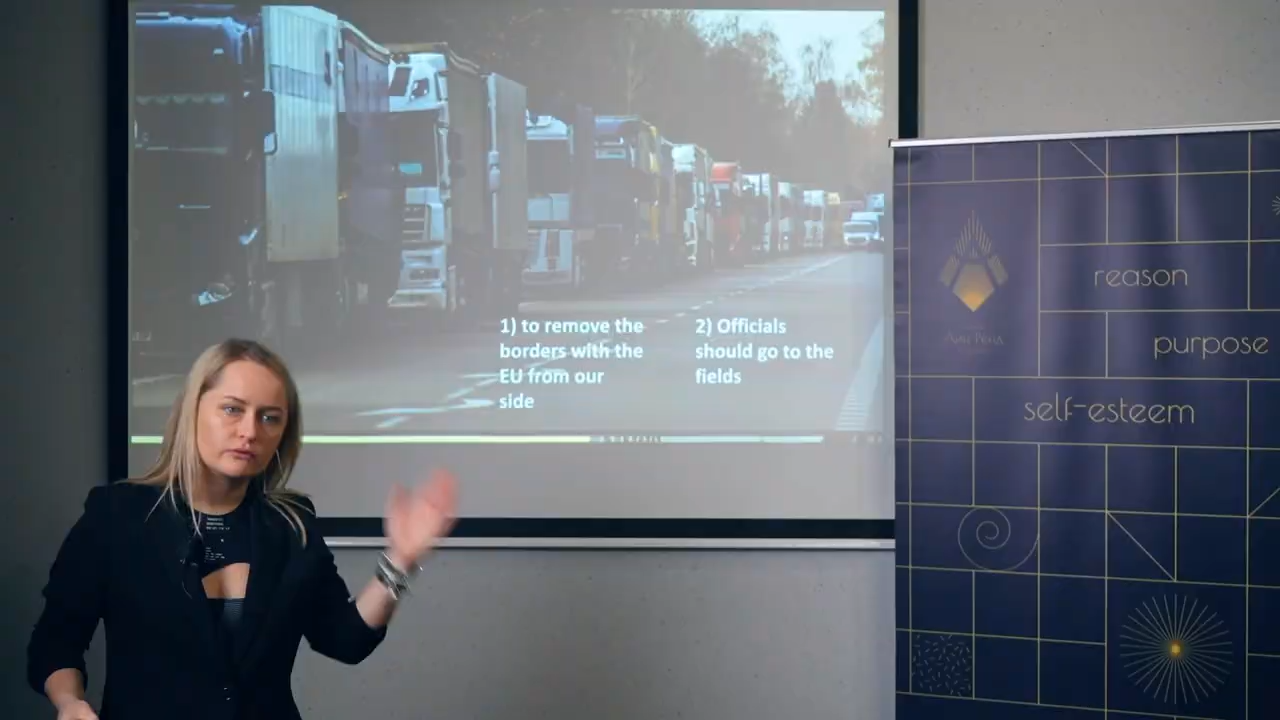 1) to remove the
borders with the
EU from our
side
2) Officials
should go to the
fields
reason
purpose
self-esteem